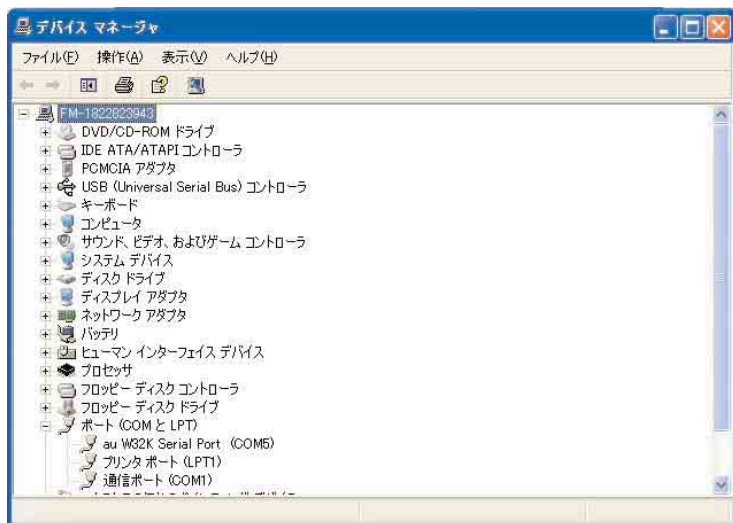 デバイス マネージャ
ファイル(F) 操作(A) 表示(V) ヘルプ(H)
FM-1822823943
DVD/CD-ROM ドライブ
IDE ATA/ATAPI コントローラ
PCMCIA アダプタ
USB (Universal Serial Bus) コントローラ
キーボード
コンピュータ
サウンド、ビデオ、およびゲーム コントローラ
システム デバイス
ディスク ドライブ
ディスプレイ アダプタ
ネットワーク アダプタ
バッテリ
ヒューマン インターフェイス デバイス
プロセッサ
フロッピー ディスク コントローラ
フロッピー ディスク ドライブ
ポート (COM と LPT)
au W32K Serial Port (COM5)
プリンタ ポート (LPT1)
通信ポート (COM1)